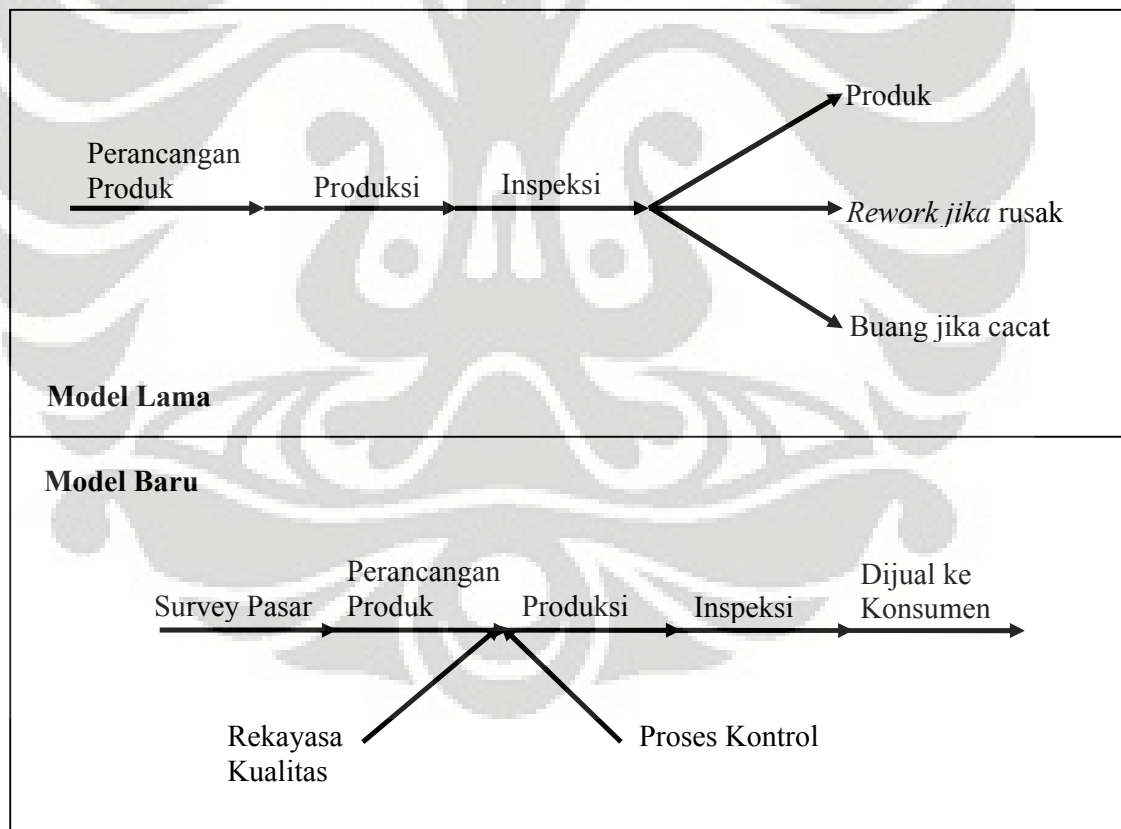 Produk
Perancangan
Produk
Produksi
Inspeksi
Rework jika rusak
Buang jika cacat
Model Lama
Model Baru
Survey Pasar
Perancangan
Produk
Produksi
Inspeksi
Dijual ke
Konsumen
Rekayasa
Kualitas
Proses Kontrol